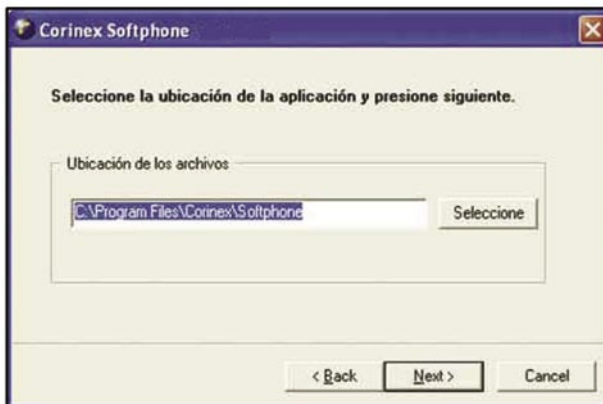 Corinex Softphone
Seleccione la ubicación de la aplicación y presione siguiente.
Ubicación de los archivos
C:\Program Files\Corinex\Softphone
Seleccione
< Back
Next >
Cancel